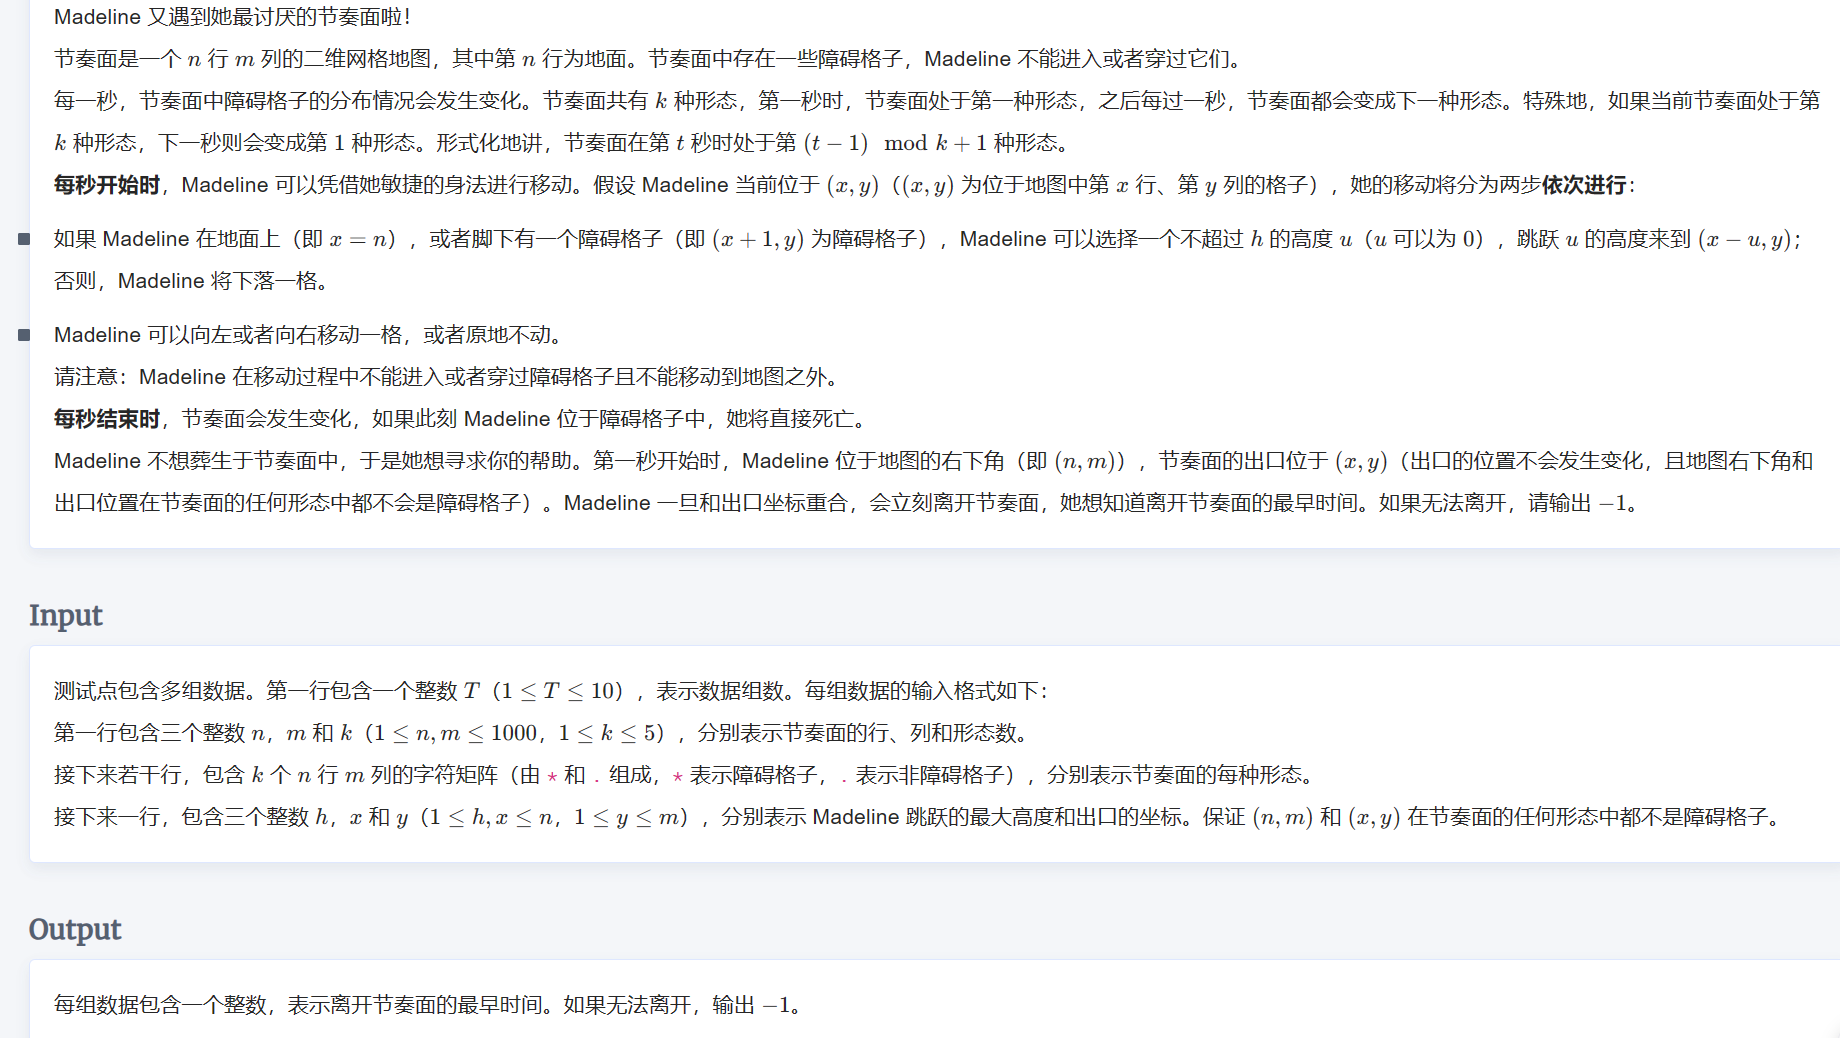 Madeline 又遇到她最讨厌的节奏面啦！
节奏面是一个 n 行 m 列的二维网格地图，其中第 n 行为地面。节奏面中存在一些障碍格子，Madeline 不能进入或者穿过它们。
每一秒，节奏面中障碍格子的分布情况会发生变化。节奏面共有 k 种形态，第一秒时，节奏面处于第一种形态，之后每过一秒，节奏面都会变成下一种形态。特殊地，如果当前节奏面处于第
k 种形态，下一秒则会变成第 1 种形态。形式化地讲，节奏面在第 t 秒时处于第 (t − 1) mod k + 1 种形态。
每秒开始时，Madeline 可以凭借她敏捷的身法进行移动。假设 Madeline 当前位于 (x, y)（(x, y) 为位于地图中第 x 行、第 y 列的格子），她的移动将分为两步依次进行：
如果 Madeline 在地面上（即 x = n），或者脚下有一个障碍格子（即 (x + 1, y) 为障碍格子），Madeline 可以选择一个不超过 h 的高度 u（u 可以为 0），跳跃 u 的高度来到 (x − u, y)；
否则，Madeline 将下落一格。
Madeline 可以向左或者向右移动一格，或者原地不动。
请注意：Madeline 在移动过程中不能进入或者穿过障碍格子且不能移动到地图之外。
每秒结束时，节奏面会发生变化，如果此刻 Madeline 位于障碍格子中，她将直接死亡。
Madeline 不想葬生于节奏面中，于是她想寻求你的帮助。第一秒开始时，Madeline 位于地图的右下角（即 (n, m)），节奏面的出口位于 (x, y)（出口的位置不会发生变化，且地图右下角和
出口位置在节奏面的任何形态中都不会是障碍格子）。Madeline 一旦和出口坐标重合，会立刻离开节奏面，她想知道离开节奏面的最早时间。如果无法离开，请输出 −1。
Input
测试点包含多组数据。第一行包含一个整数 T（1 ≤ T ≤ 10），表示数据组数。每组数据的输入格式如下：
第一行包含三个整数 n，m 和 k（1 ≤ n, m ≤ 1000，1 ≤ k ≤ 5），分别表示节奏面的行、列和形态数。
接下来若干行，包含 k 个 n 行 m 列的字符矩阵（由 * 和 . 组成，* 表示障碍格子，. 表示非障碍格子），分别表示节奏面的每种形态。
接下来一行，包含三个整数 h，x 和 y（1 ≤ h, x ≤ n，1 ≤ y ≤ m），分别表示 Madeline 跳跃的最大高度和出口的坐标。保证 (n, m) 和 (x, y) 在节奏面的任何形态中都不是障碍格子。
Output
每组数据包含一个整数，表示离开节奏面的最早时间。如果无法离开，输出 −1。